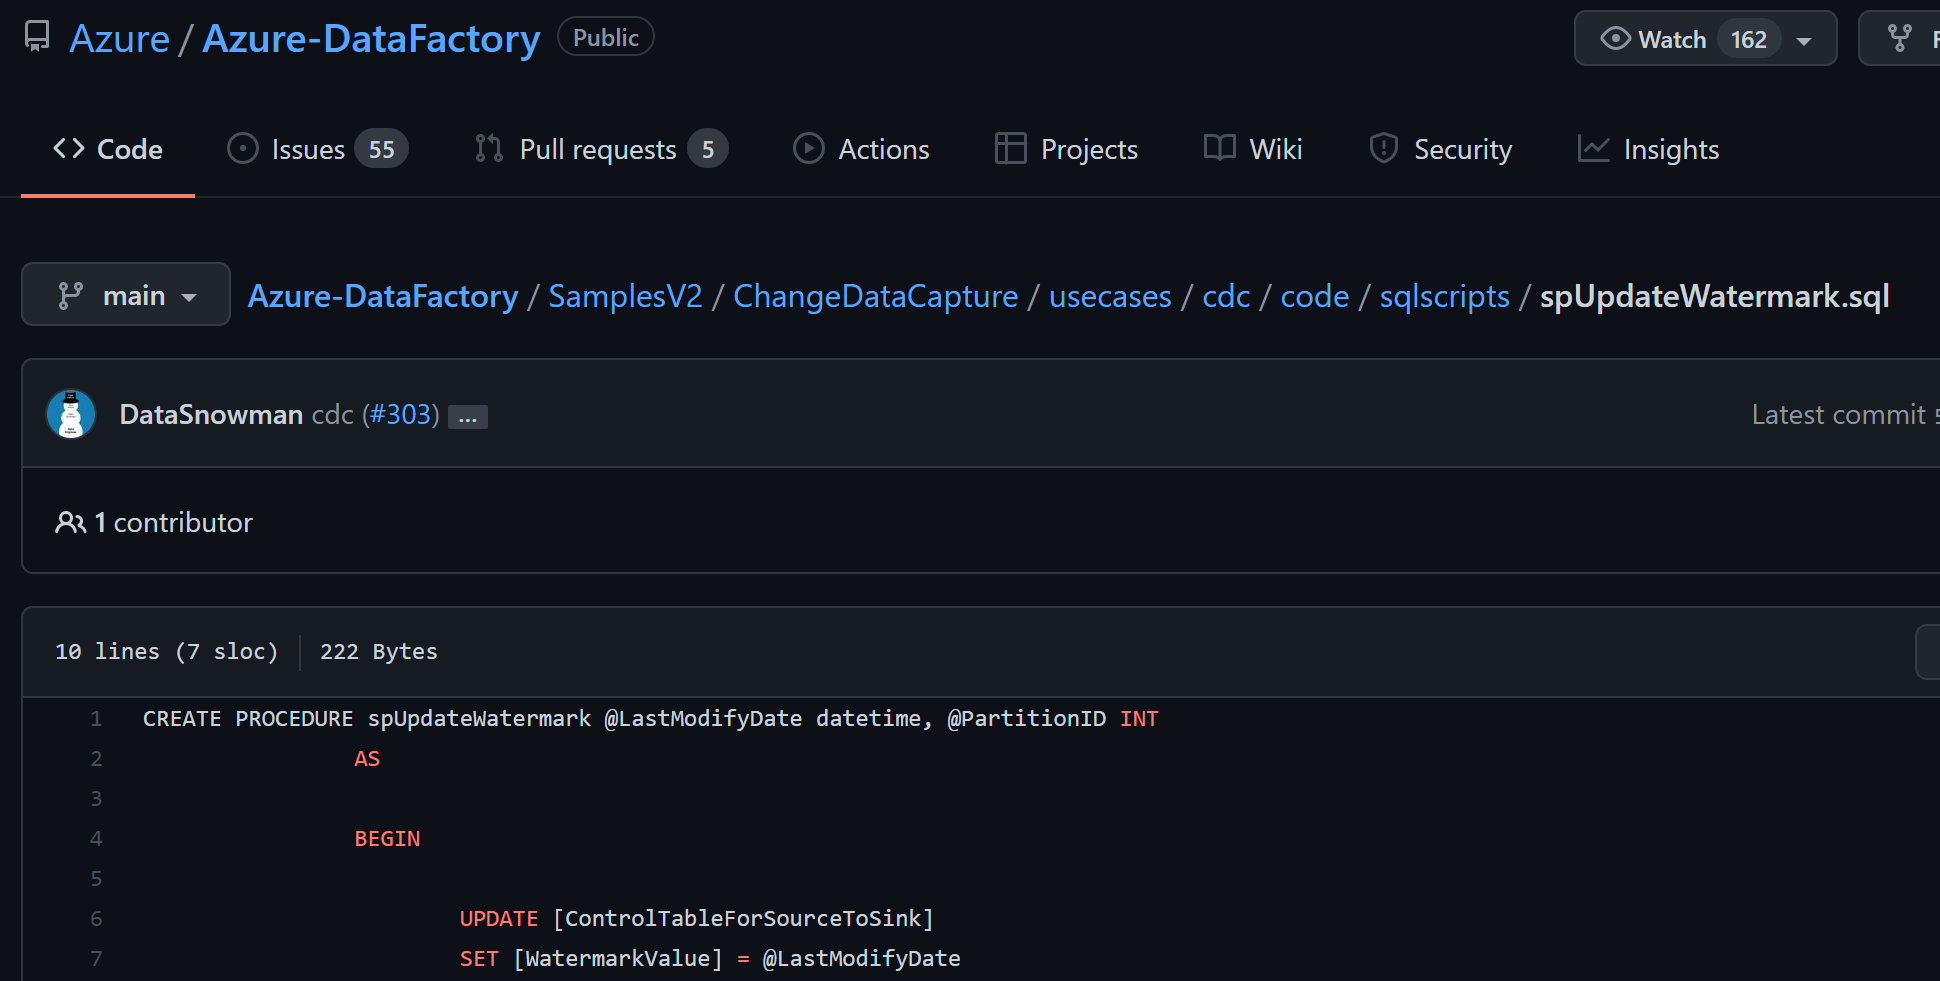 Azure / Azure-DataFactory Public Watch 162
Code Issues 55 Pull requests 5 Actions Projects Wiki Security Insights
main Azure-DataFactory / SamplesV2 / ChangeDataCapture / usecases / cdc / code / sqlscripts / spUpdateWatermark.sql
DataSnowman cdc (#303) ... Latest commit
1 contributor
10 lines (7 sloc) 222 Bytes
1 CREATE PROCEDURE spUpdateWatermark @LastModifyDate datetime, @PartitionID INT
2 AS
3
4 BEGIN
5
6 UPDATE [ControlTableForSourceToSink]
7 SET [WatermarkValue] = @LastModifyDate